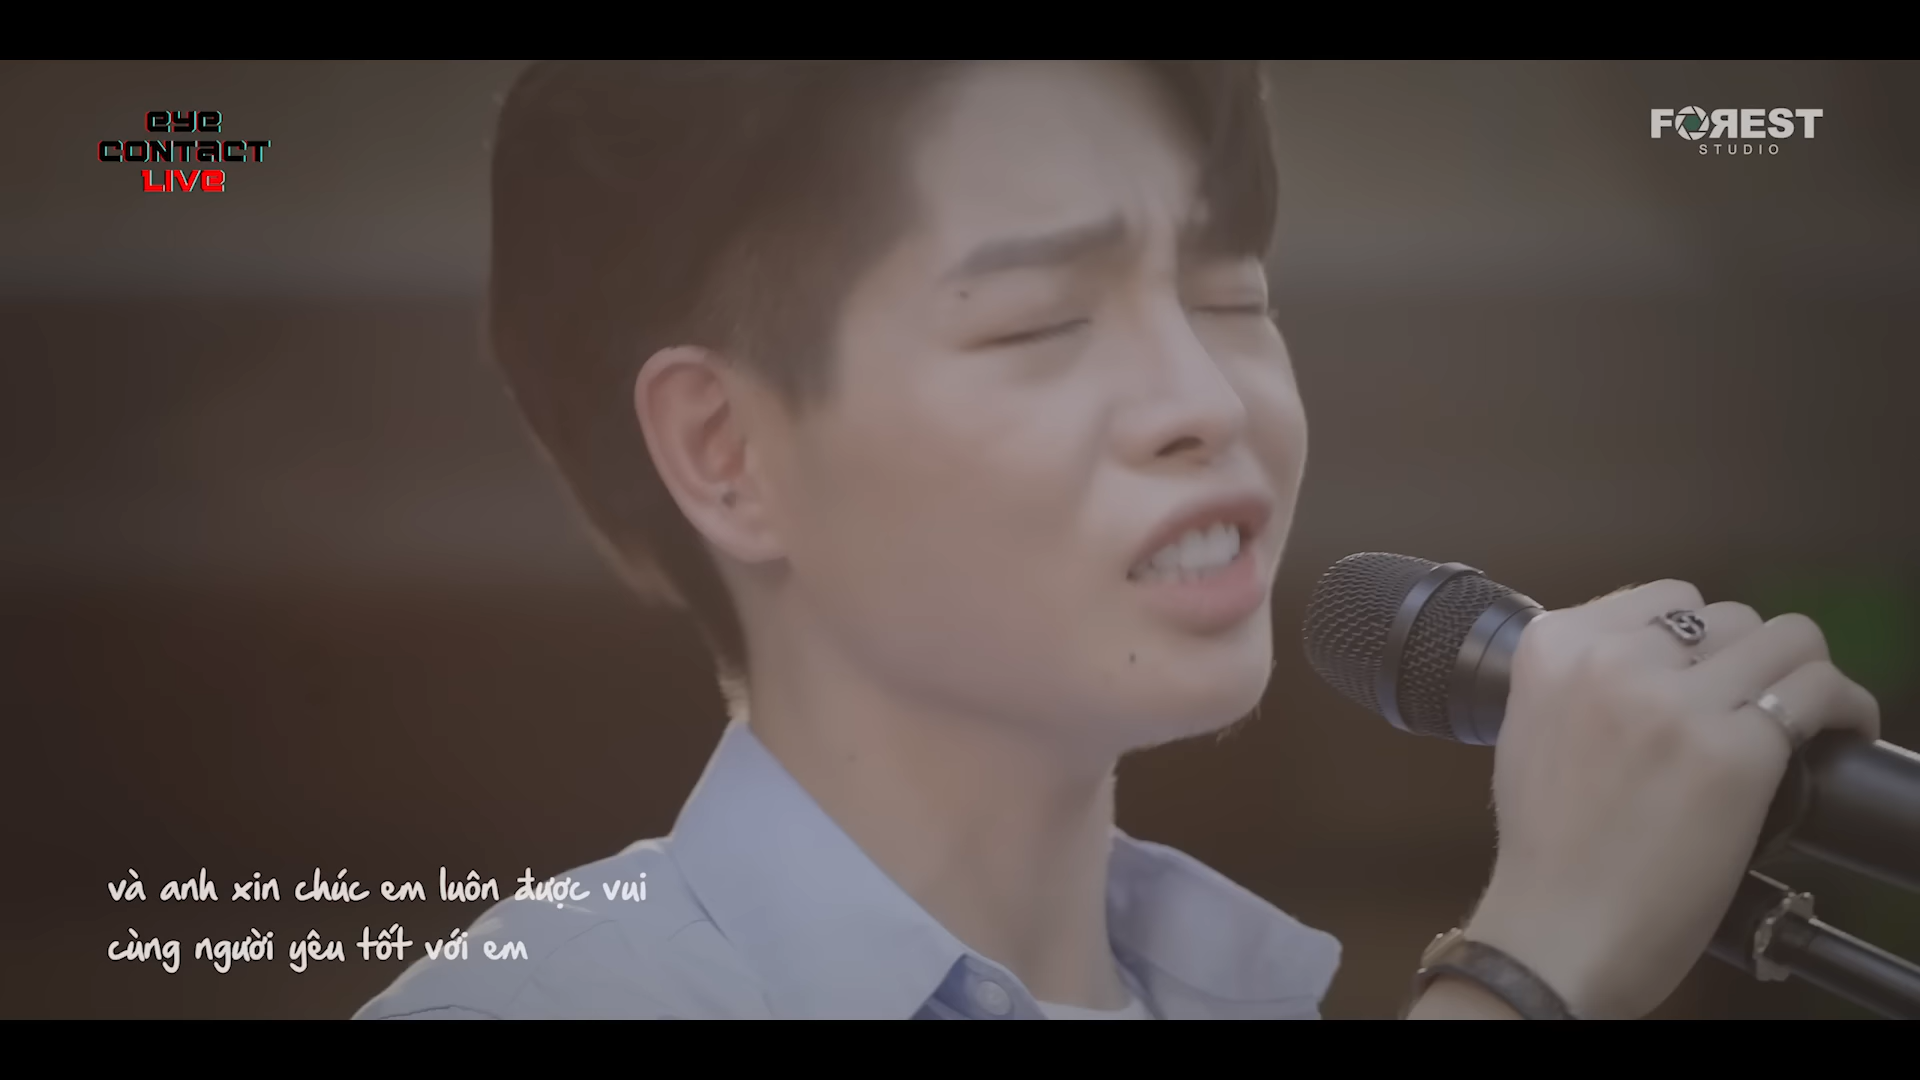 eye
CONTACT
LIVE
FOREST
STUDIO
và anh xin chúc em luôn được vui
cùng người yêu tốt với em